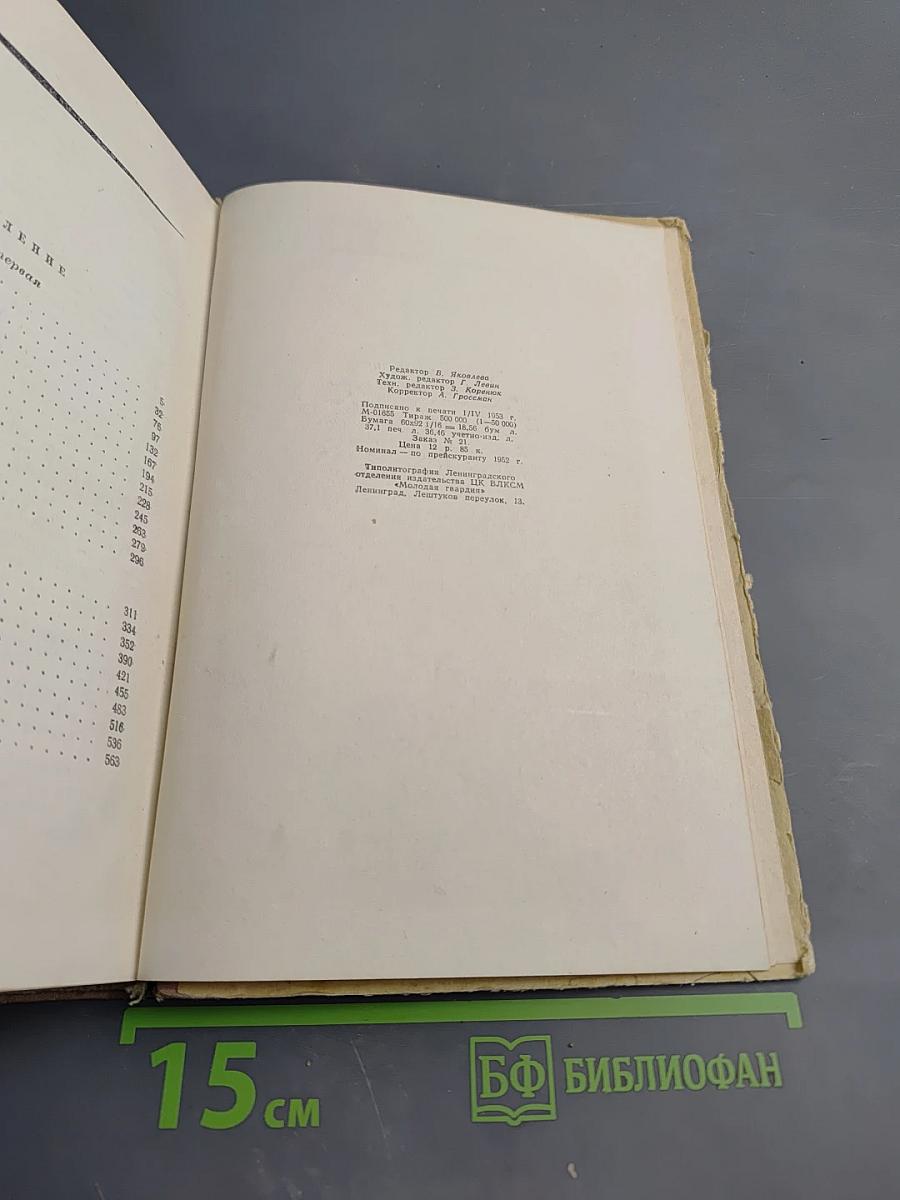 ЛЕНИЕ
первая
5
32
76
97
132
167
194
215
228
245
263
279
296
311
334
352
390
421
455
483
516
536
563
Редактор В. Яковлева
Худож. редактор Г. Левин
Техн. редактор З. Коренюк
Корректор А. Гроссман
Подписано к печати 1/IV 1953 г.
М-01655 Тираж 500 000 (1—50 000)
Бумага 60х92 1/16 = 18,56 бум л.
37,1 печ. л. 36,46 учетно-изд. л.
Заказ № 21.
Цена 12 р. 85 к.
Номинал — по прейскуранту 1952 г.
Типолитография Ленинградского
отделения издательства ЦК ВЛКСМ
«Молодая гвардия»
Ленинград, Лештуков переулок, 13.
15 см
БФ БИБЛИОФАН